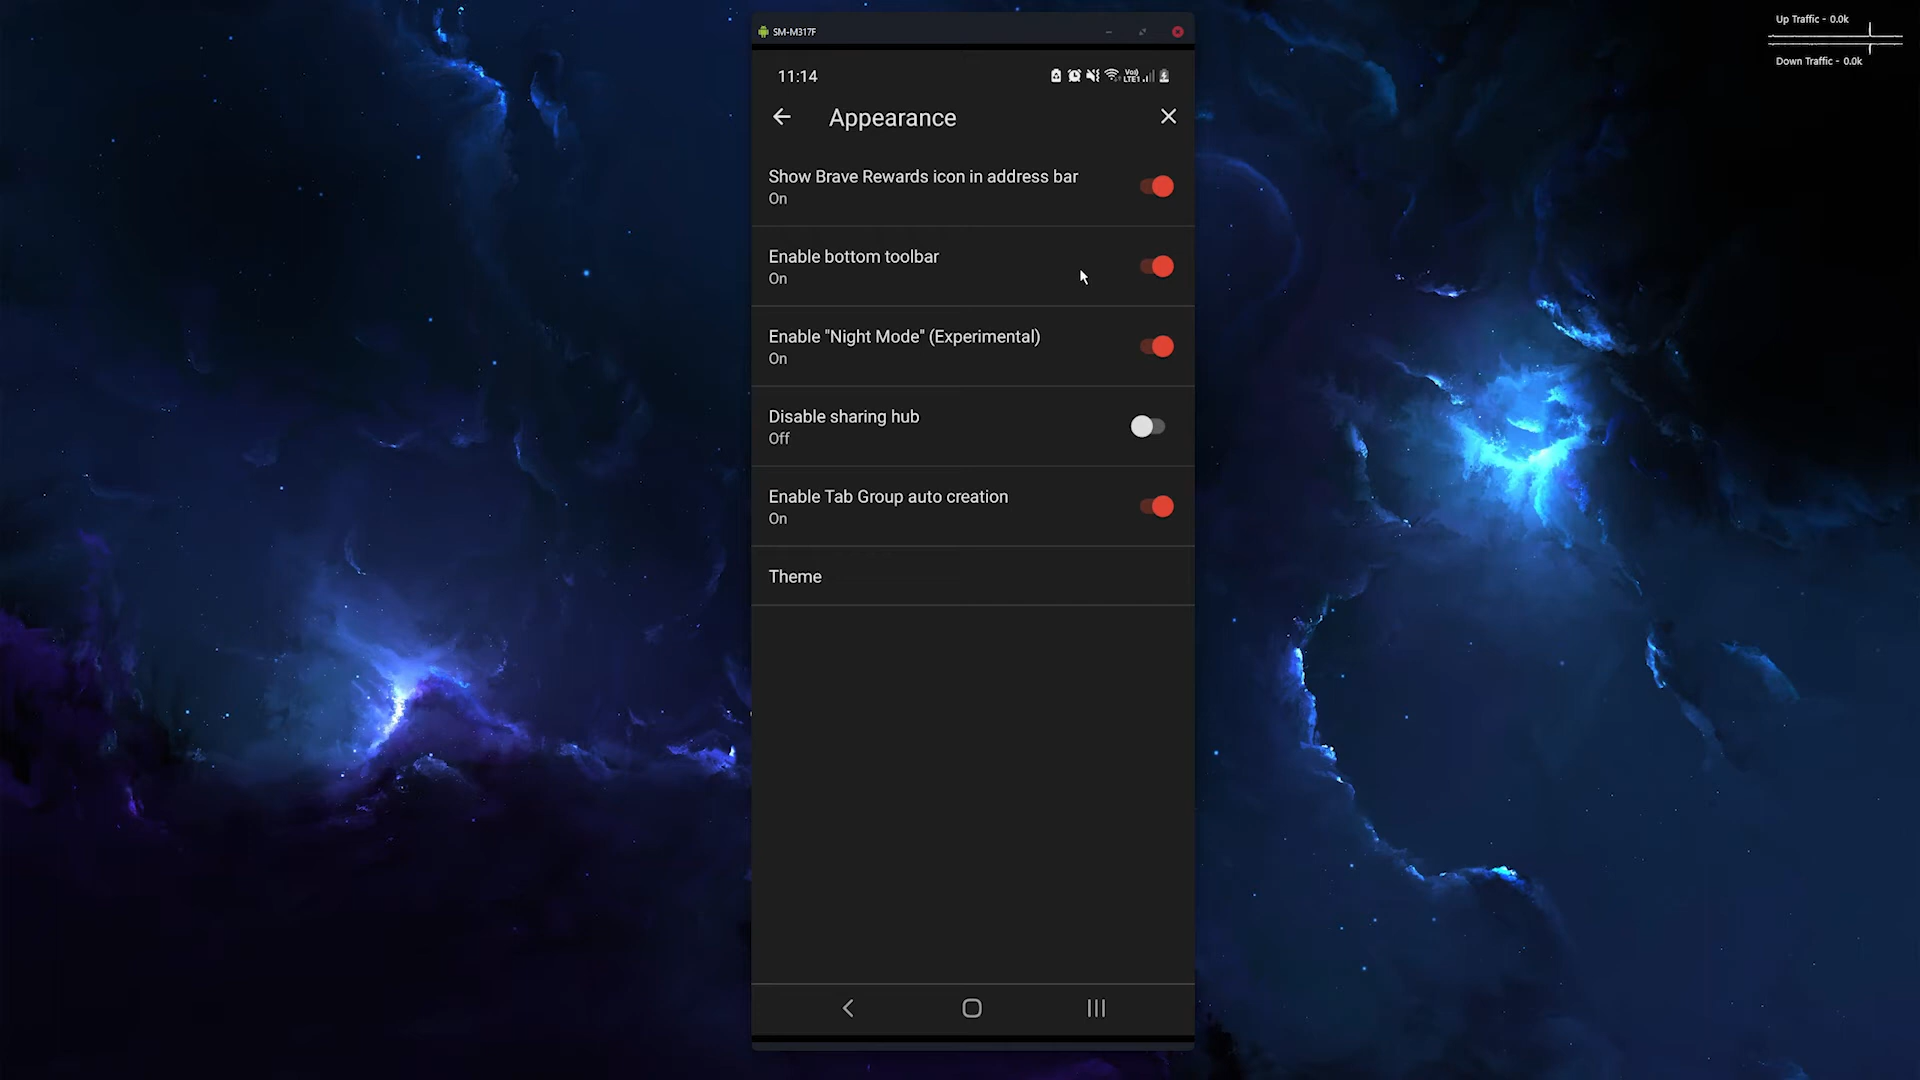 Up Traffic - 0.0k
Down Traffic - 0.0k
SM-M317F
11:14
Vo))
LTE1
Appearance
Show Brave Rewards icon in address bar
On
Enable bottom toolbar
On
Enable "Night Mode" (Experimental)
On
Disable sharing hub
Off
Enable Tab Group auto creation
On
Theme